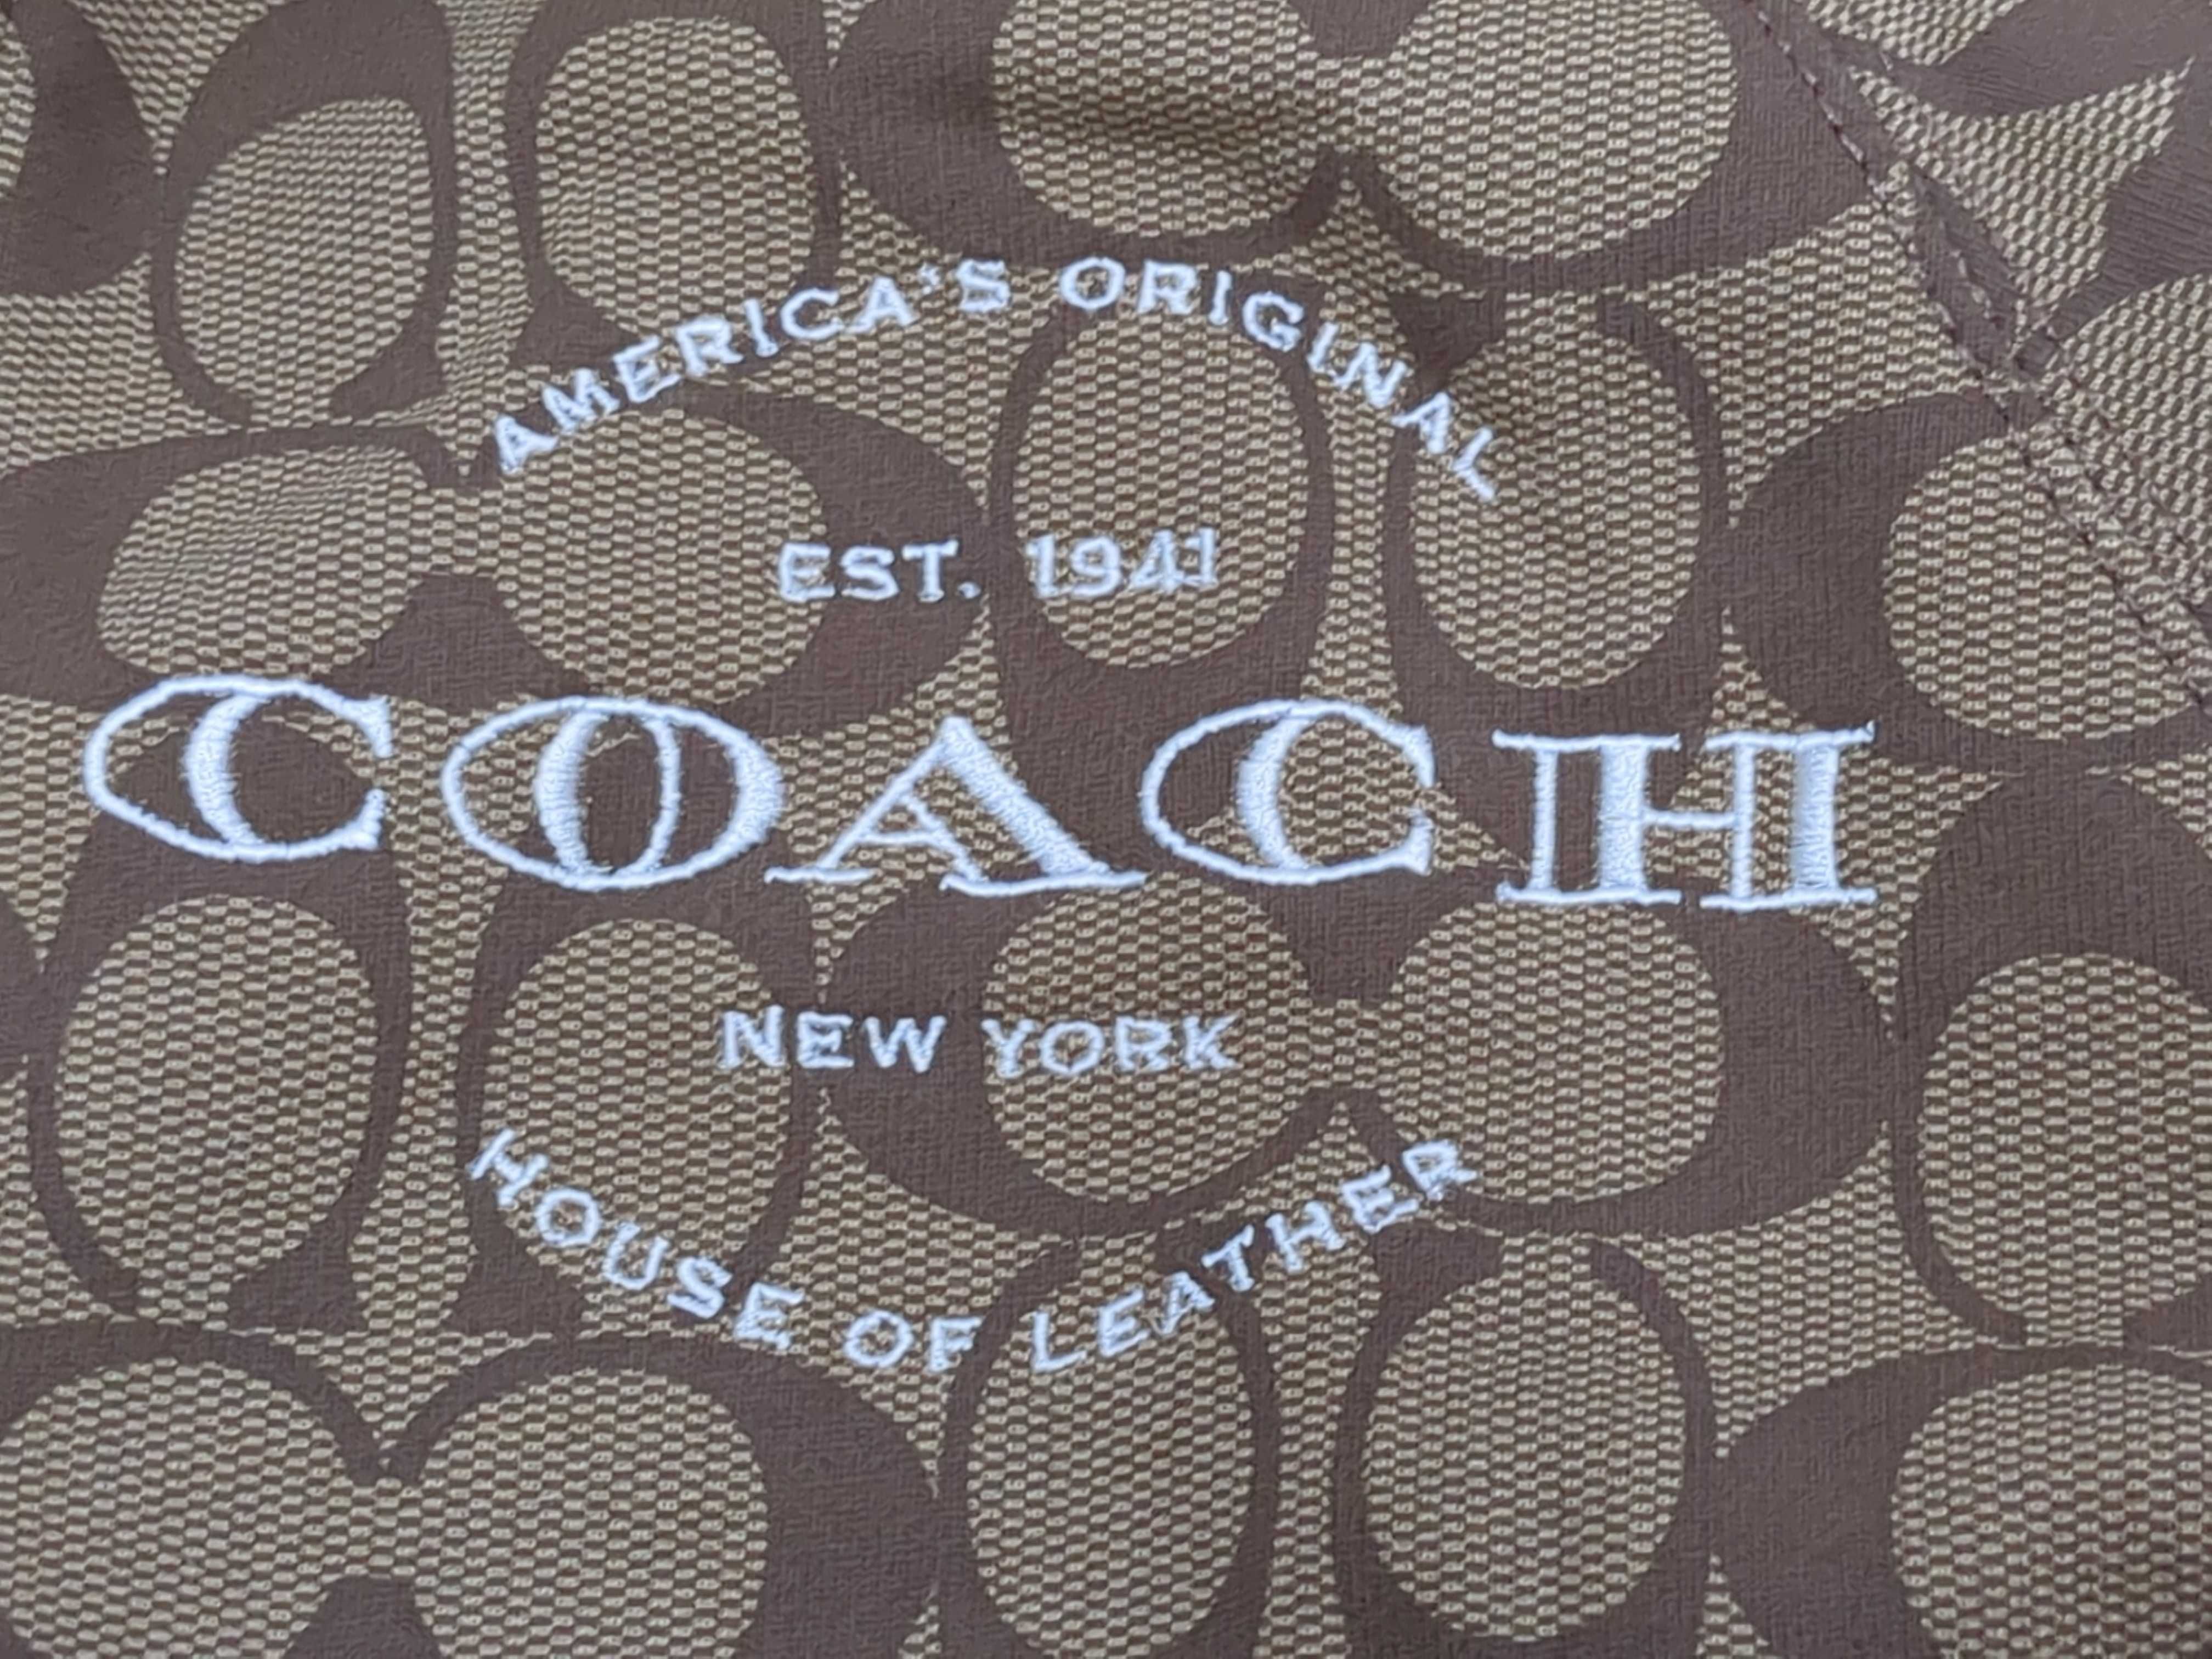 AMERICA'S ORIGINAL
EST. 1941
COACH
NEW YORK
HOUSE OF LEATHER